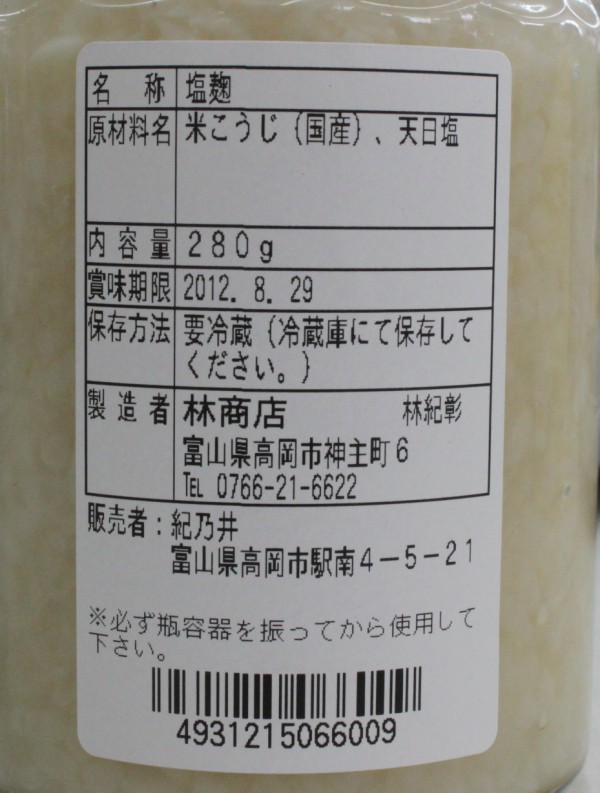 名称 塩麹
原材料名 米こうじ（国産）、天日塩
内容量 280g
賞味期限 2012. 8. 29
保存方法 要冷蔵（冷蔵庫にて保存して
ください。）
製造者 林商店 林紀彰
富山県高岡市神主町6
TEL 0766-21-6622
販売者：紀乃井
富山県高岡市駅南4－5－21
※必ず瓶容器を振ってから使用して
下さい。
4931215066009